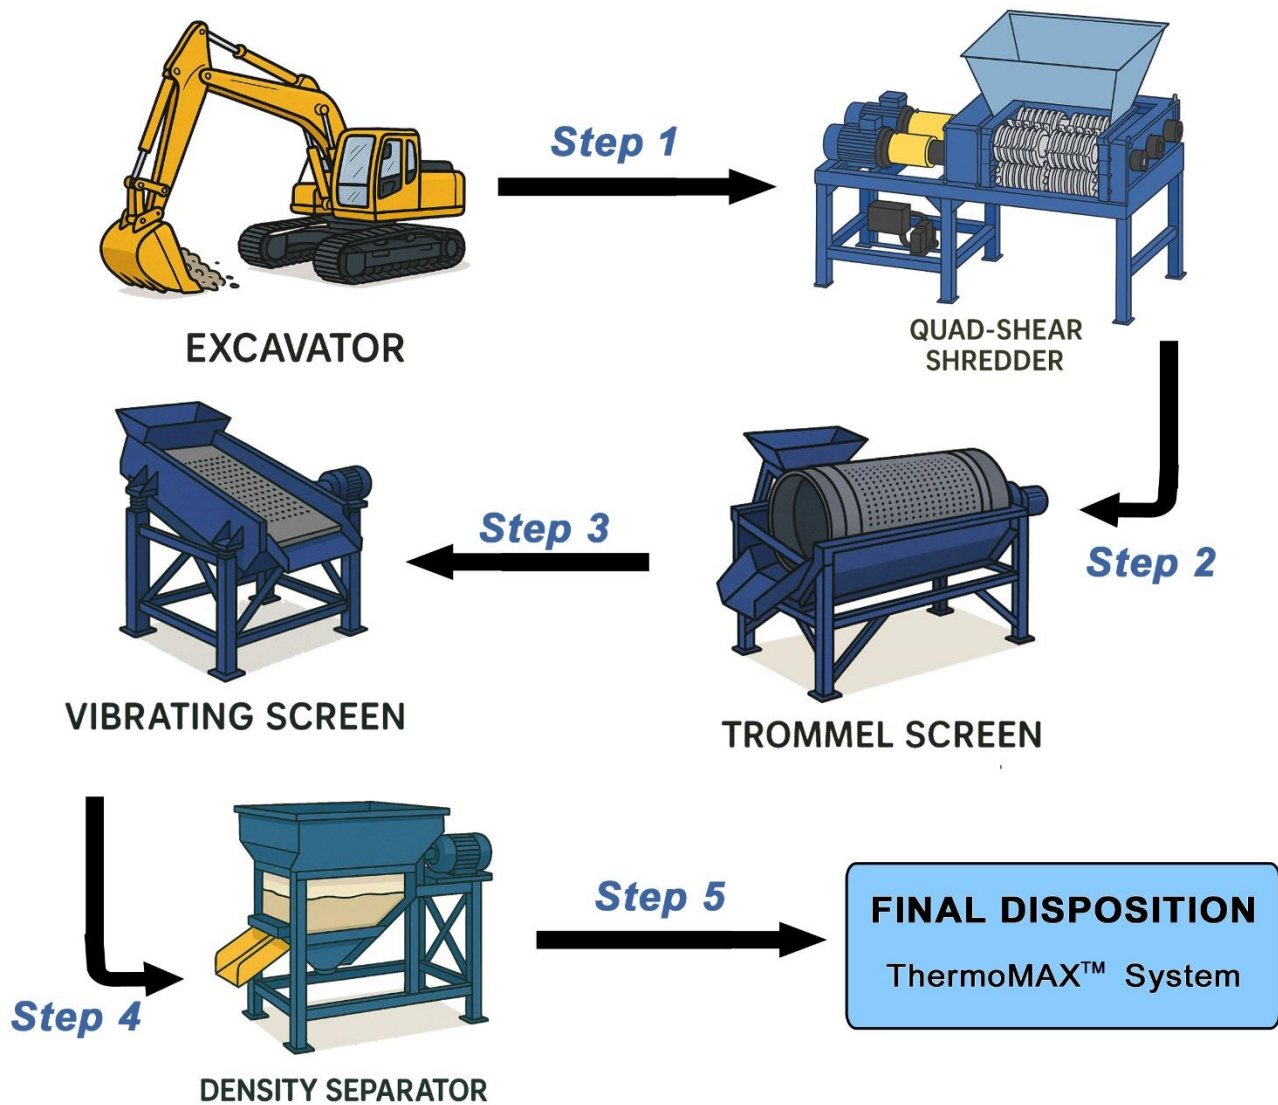 Step 1
EXCAVATOR
QUAD-SHEAR
SHREDDER
Step 2
TROMMEL SCREEN
Step 3
VIBRATING SCREEN
Step 4
DENSITY SEPARATOR
Step 5
FINAL DISPOSITION
ThermoMAX™ System